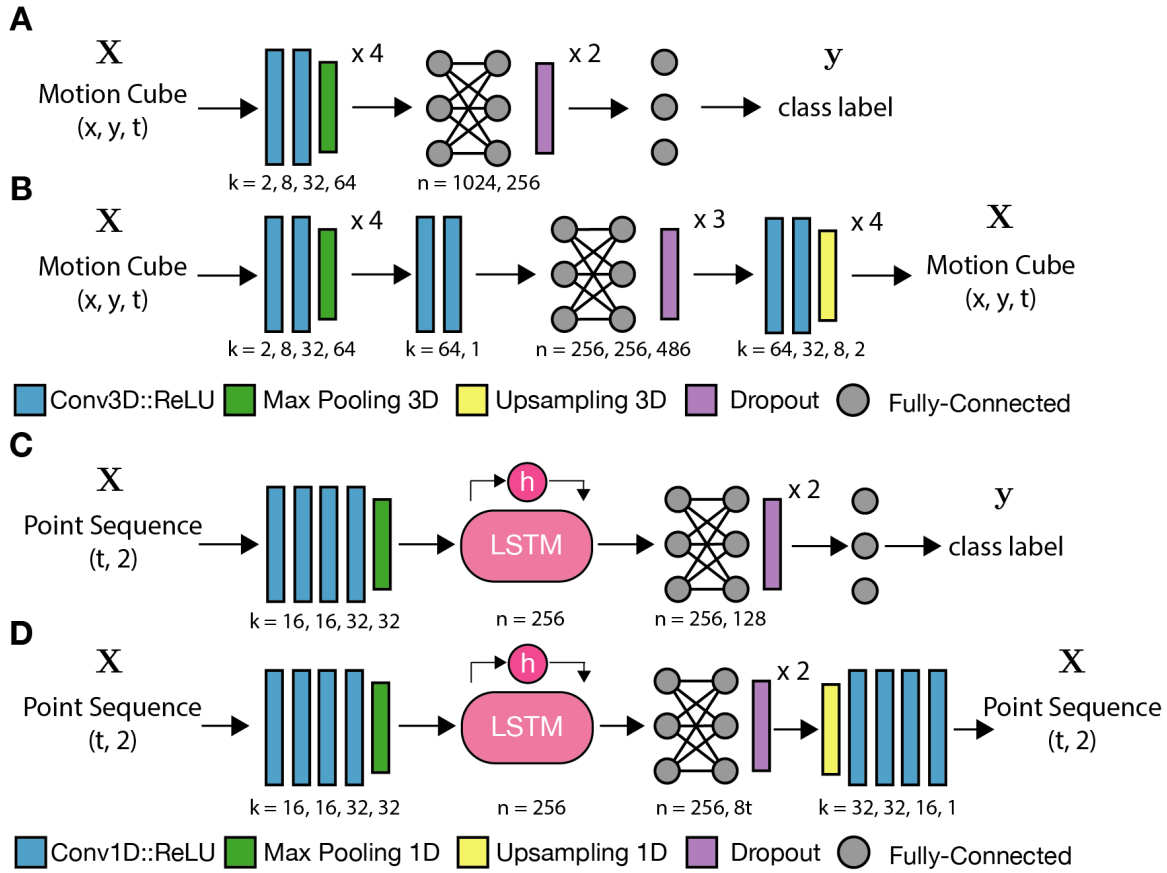 A
X
Motion Cube
(x, y, t)
x 4
k = 2, 8, 32, 64
x 2
n = 1024, 256
y
class label
B
X
Motion Cube
(x, y, t)
x 4
k = 2, 8, 32, 64
k = 64, 1
x 3
n = 256, 256, 486
x 4
k = 64, 32, 8, 2
X
Motion Cube
(x, y, t)
Conv3D::ReLU Max Pooling 3D Upsampling 3D Dropout Fully-Connected
C
X
Point Sequence
(t, 2)
k = 16, 16, 32, 32
h
LSTM
n = 256
x 2
n = 256, 128
y
class label
D
X
Point Sequence
(t, 2)
k = 16, 16, 32, 32
h
LSTM
n = 256
x 2
n = 256, 8t
k = 32, 32, 16, 1
X
Point Sequence
(t, 2)
Conv1D::ReLU Max Pooling 1D Upsampling 1D Dropout Fully-Connected